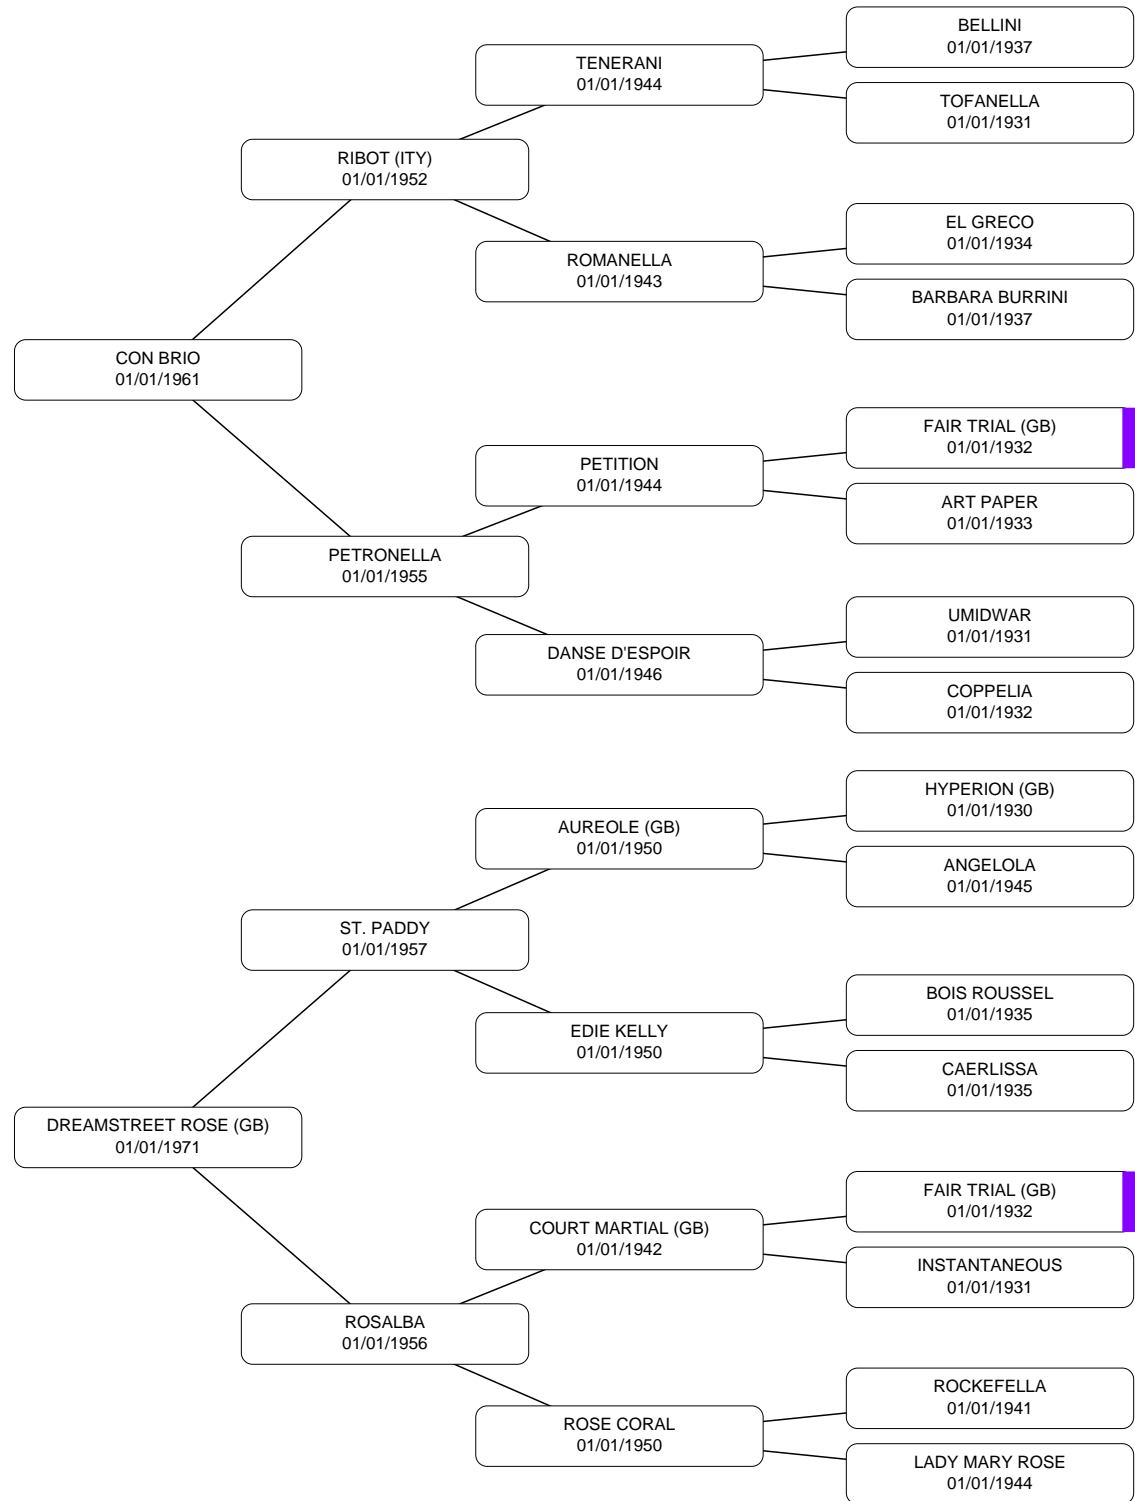 BELLINI
01/01/1937
TENERANI
01/01/1944
TOFANELLA
01/01/1931
RIBOT (ITY)
01/01/1952
EL GRECO
01/01/1934
ROMANELLA
01/01/1943
BARBARA BURRINI
01/01/1937
CON BRIO
01/01/1961
FAIR TRIAL (GB)
01/01/1932
PETITION
01/01/1944
ART PAPER
01/01/1933
PETRONELLA
01/01/1955
UMIDWAR
01/01/1931
DANSE D'ESPOIR
01/01/1946
COPPELIA
01/01/1932
HYPERION (GB)
01/01/1930
AUREOLE (GB)
01/01/1950
ANGELOLA
01/01/1945
ST. PADDY
01/01/1957
BOIS ROUSSEL
01/01/1935
EDIE KELLY
01/01/1950
CAERLISSA
01/01/1935
DREAMSTREET ROSE (GB)
01/01/1971
FAIR TRIAL (GB)
01/01/1932
COURT MARTIAL (GB)
01/01/1942
INSTANTANEOUS
01/01/1931
ROSALBA
01/01/1956
ROCKEFELLA
01/01/1941
ROSE CORAL
01/01/1950
LADY MARY ROSE
01/01/1944